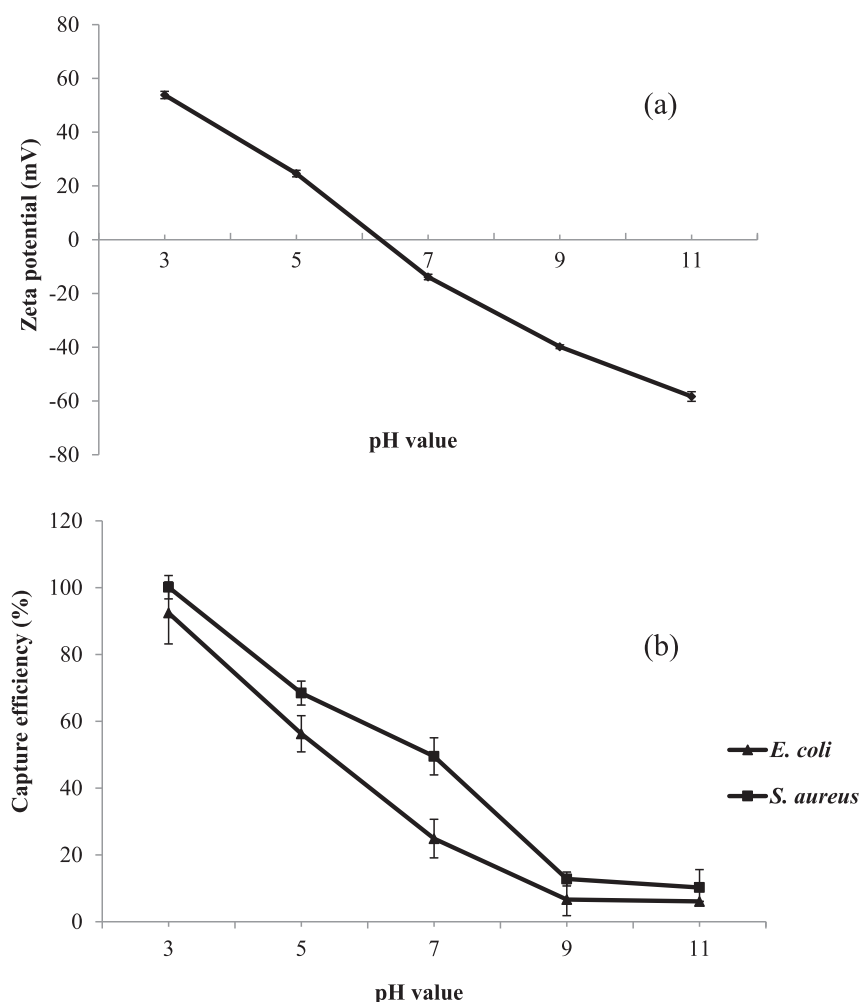 80
60
(a)
40
20
0
3 5 7 9 11
-20
-40
-60
-80
Zeta potential (mV)
pH value
120
100
80
(b)
60
40
20
0
Capture efficiency (%)
E. coli
S. aureus
3 5 7 9 11
pH value